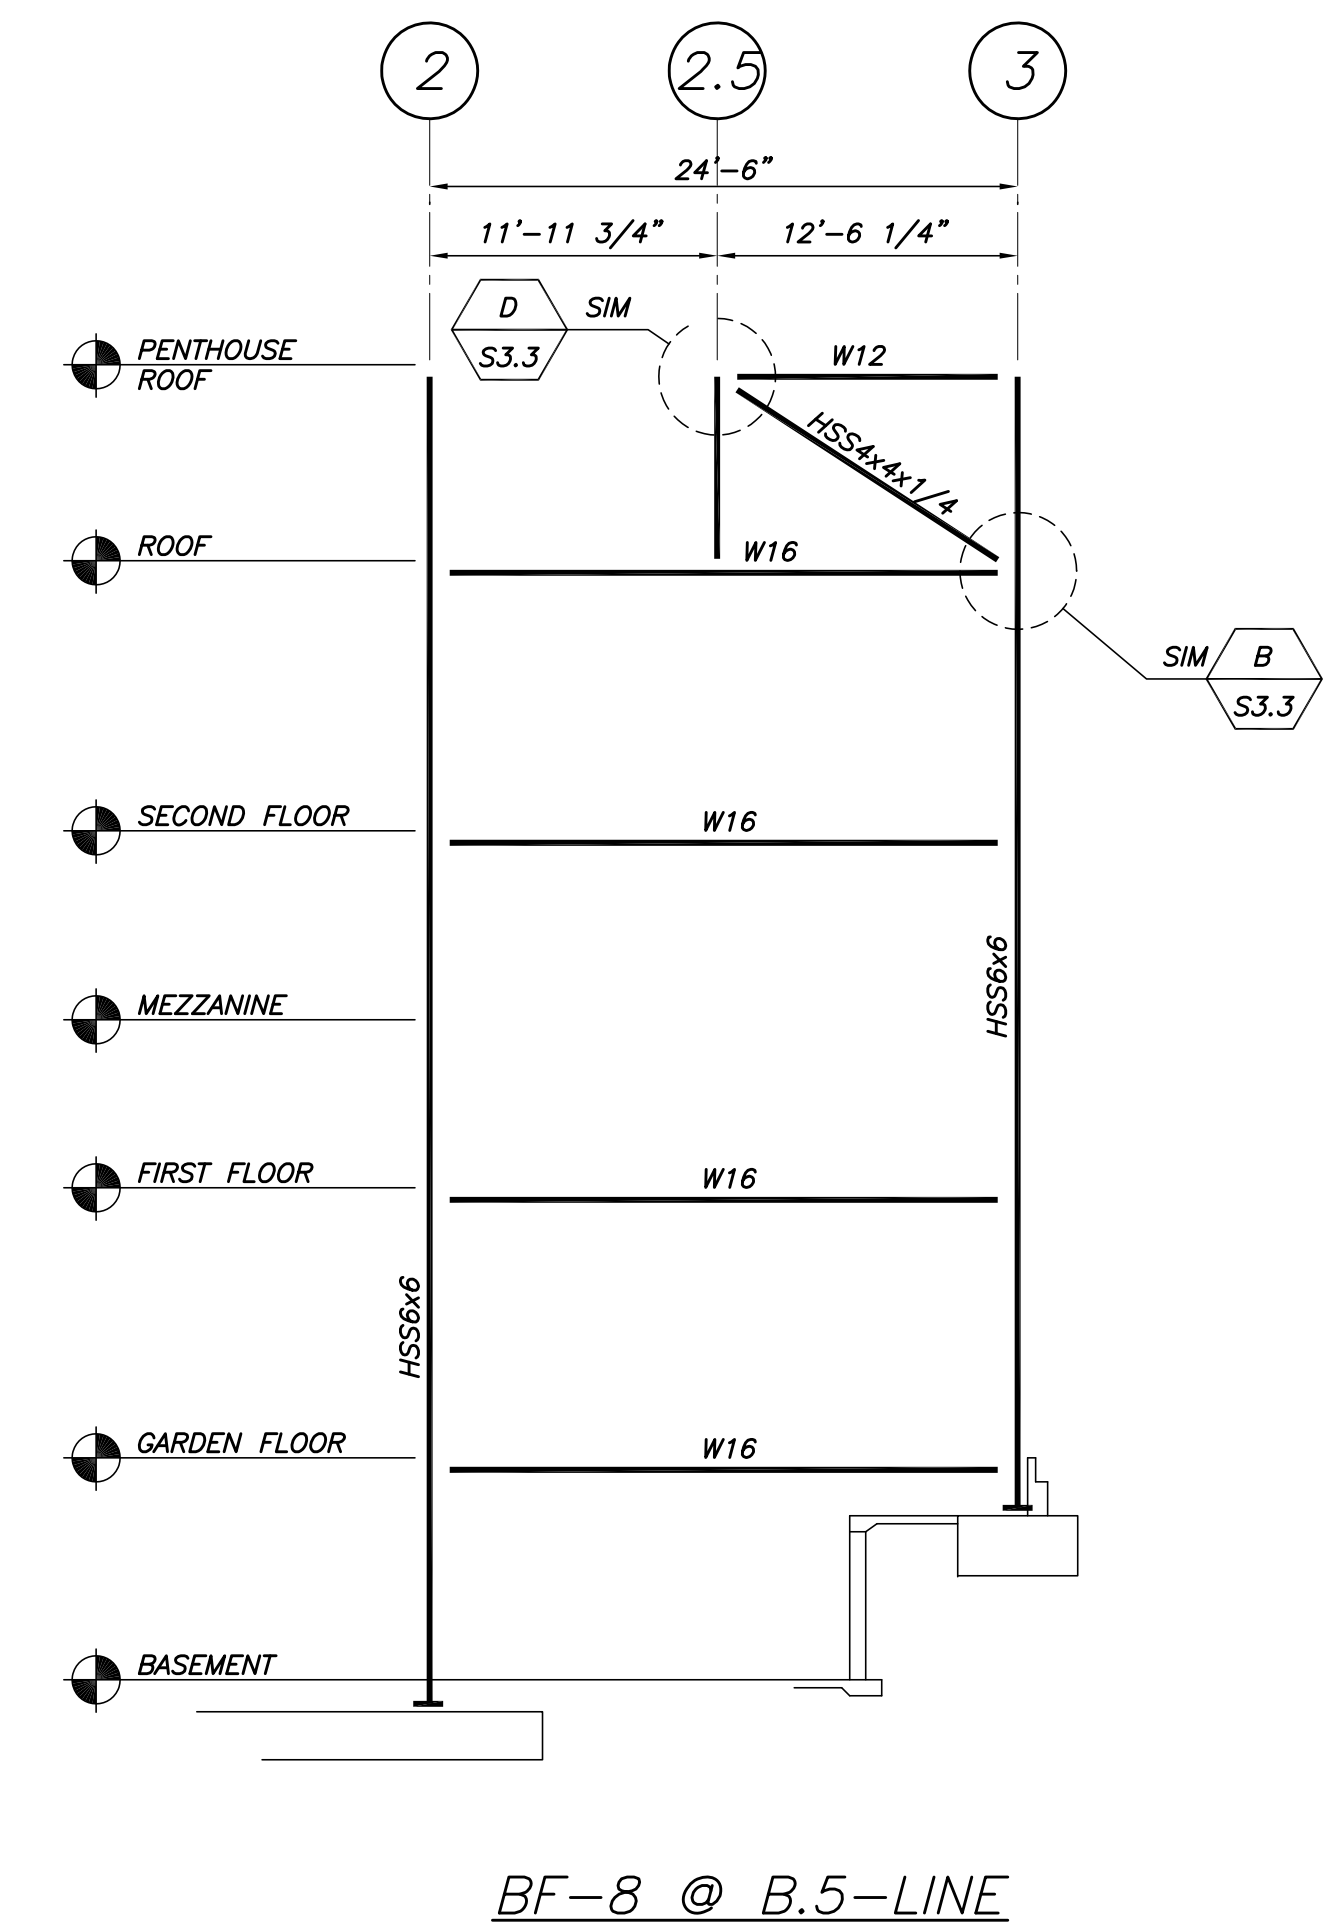 2
2.5
3
24'-6"
11'-11 3/4"
12'-6 1/4"
D
S3.3
SIM
PENTHOUSE
ROOF
W12
HSS4x4x1/4
ROOF
W16
SIM
B
S3.3
SECOND FLOOR
W16
HSS6x6
MEZZANINE
FIRST FLOOR
W16
HSS6x6
GARDEN FLOOR
W16
BASEMENT
BF-8 @ B.5-LINE